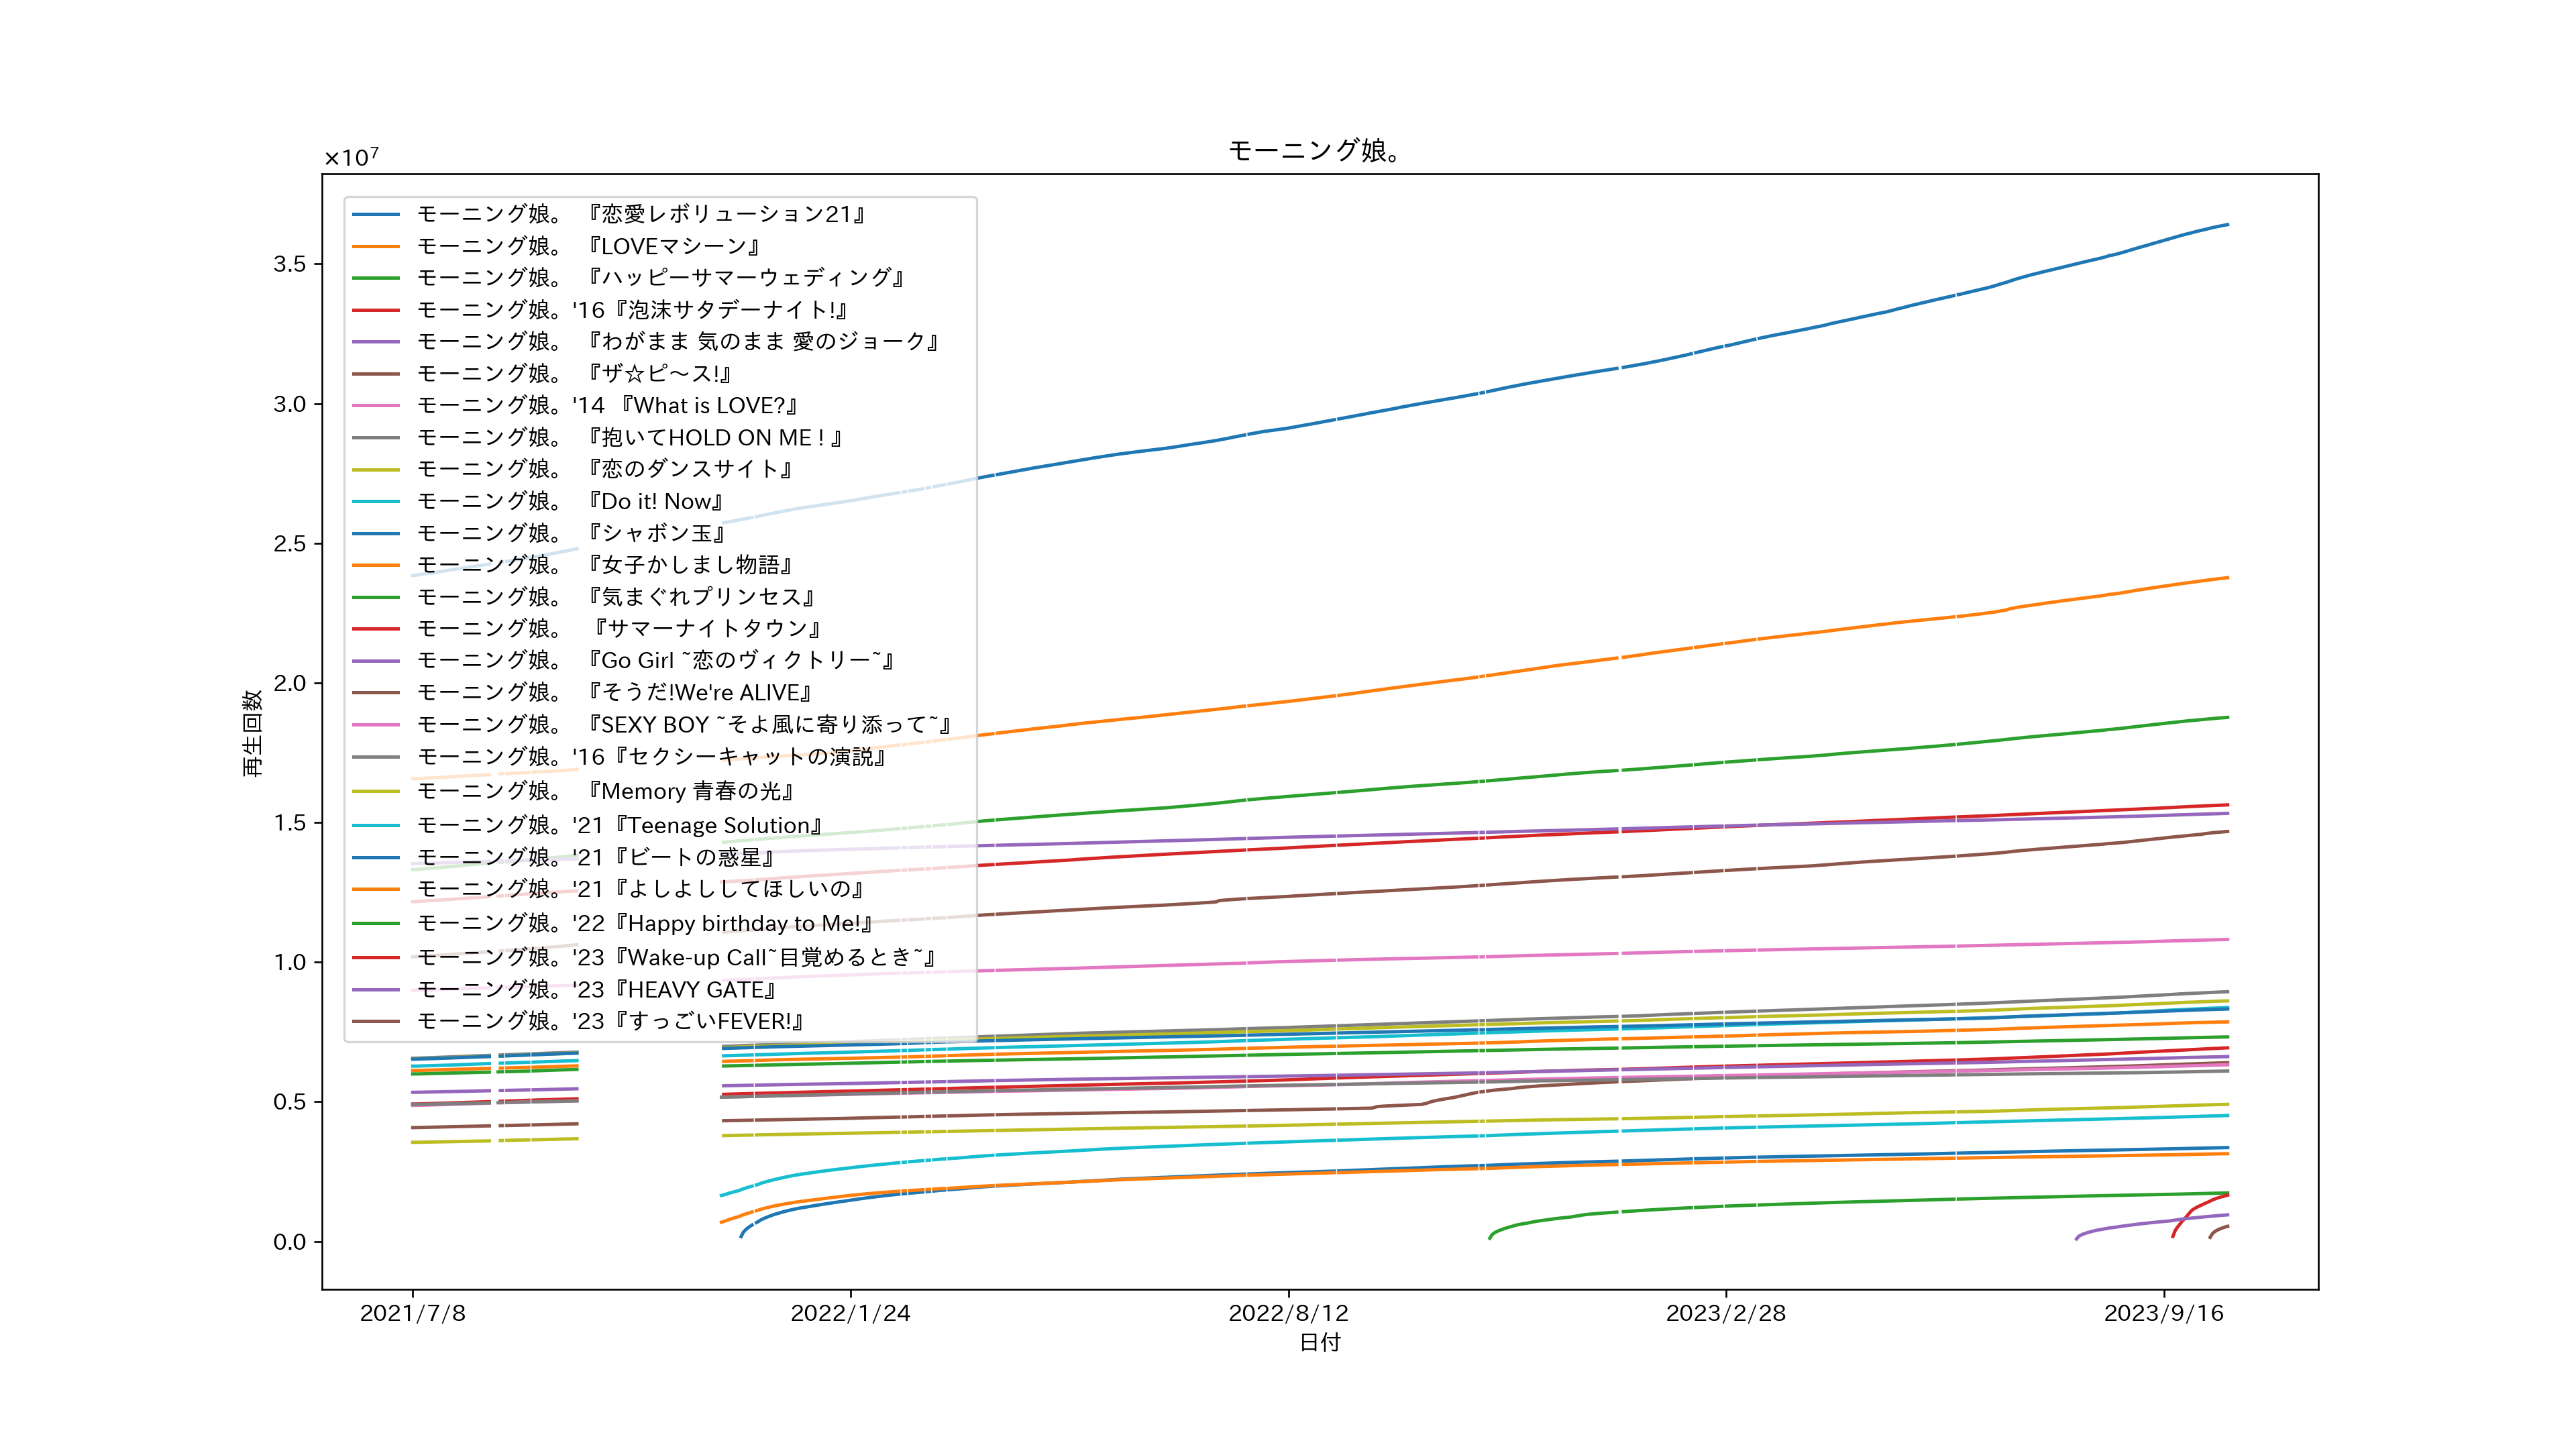 モーニング娘。
×10⁷
モーニング娘。 『恋愛レボリューション21』
モーニング娘。 『LOVEマシーン』
モーニング娘。 『ハッピーサマーウェディング』
モーニング娘。'16『泡沫サタデーナイト!』
モーニング娘。 『わがまま 気のまま 愛のジョーク』
モーニング娘。 『ザ☆ピ〜ス!』
モーニング娘。'14 『What is LOVE?』
モーニング娘。 『抱いてHOLD ON ME ! 』
モーニング娘。 『恋のダンスサイト』
モーニング娘。 『Do it! Now』
モーニング娘。 『シャボン玉』
モーニング娘。 『女子かしまし物語』
モーニング娘。 『気まぐれプリンセス』
モーニング娘。  『サマーナイトタウン』
モーニング娘。 『Go Girl ~恋のヴィクトリー~』
モーニング娘。 『そうだ!We're ALIVE』
モーニング娘。 『SEXY BOY ~そよ風に寄り添って~』
モーニング娘。'16『セクシーキャットの演説』
モーニング娘。 『Memory 青春の光』
モーニング娘。'21『Teenage Solution』
モーニング娘。'21『ビートの惑星』
モーニング娘。'21『よしよししてほしいの』
モーニング娘。'22『Happy birthday to Me!』
モーニング娘。'23『Wake-up Call~目覚めるとき~』
モーニング娘。'23『HEAVY GATE』
モーニング娘。'23『すっごいFEVER!』
3.5
3.0
2.5
2.0
1.5
1.0
0.5
0.0
再生回数
2021/7/8
2022/1/24
2022/8/12
2023/2/28
2023/9/16
日付